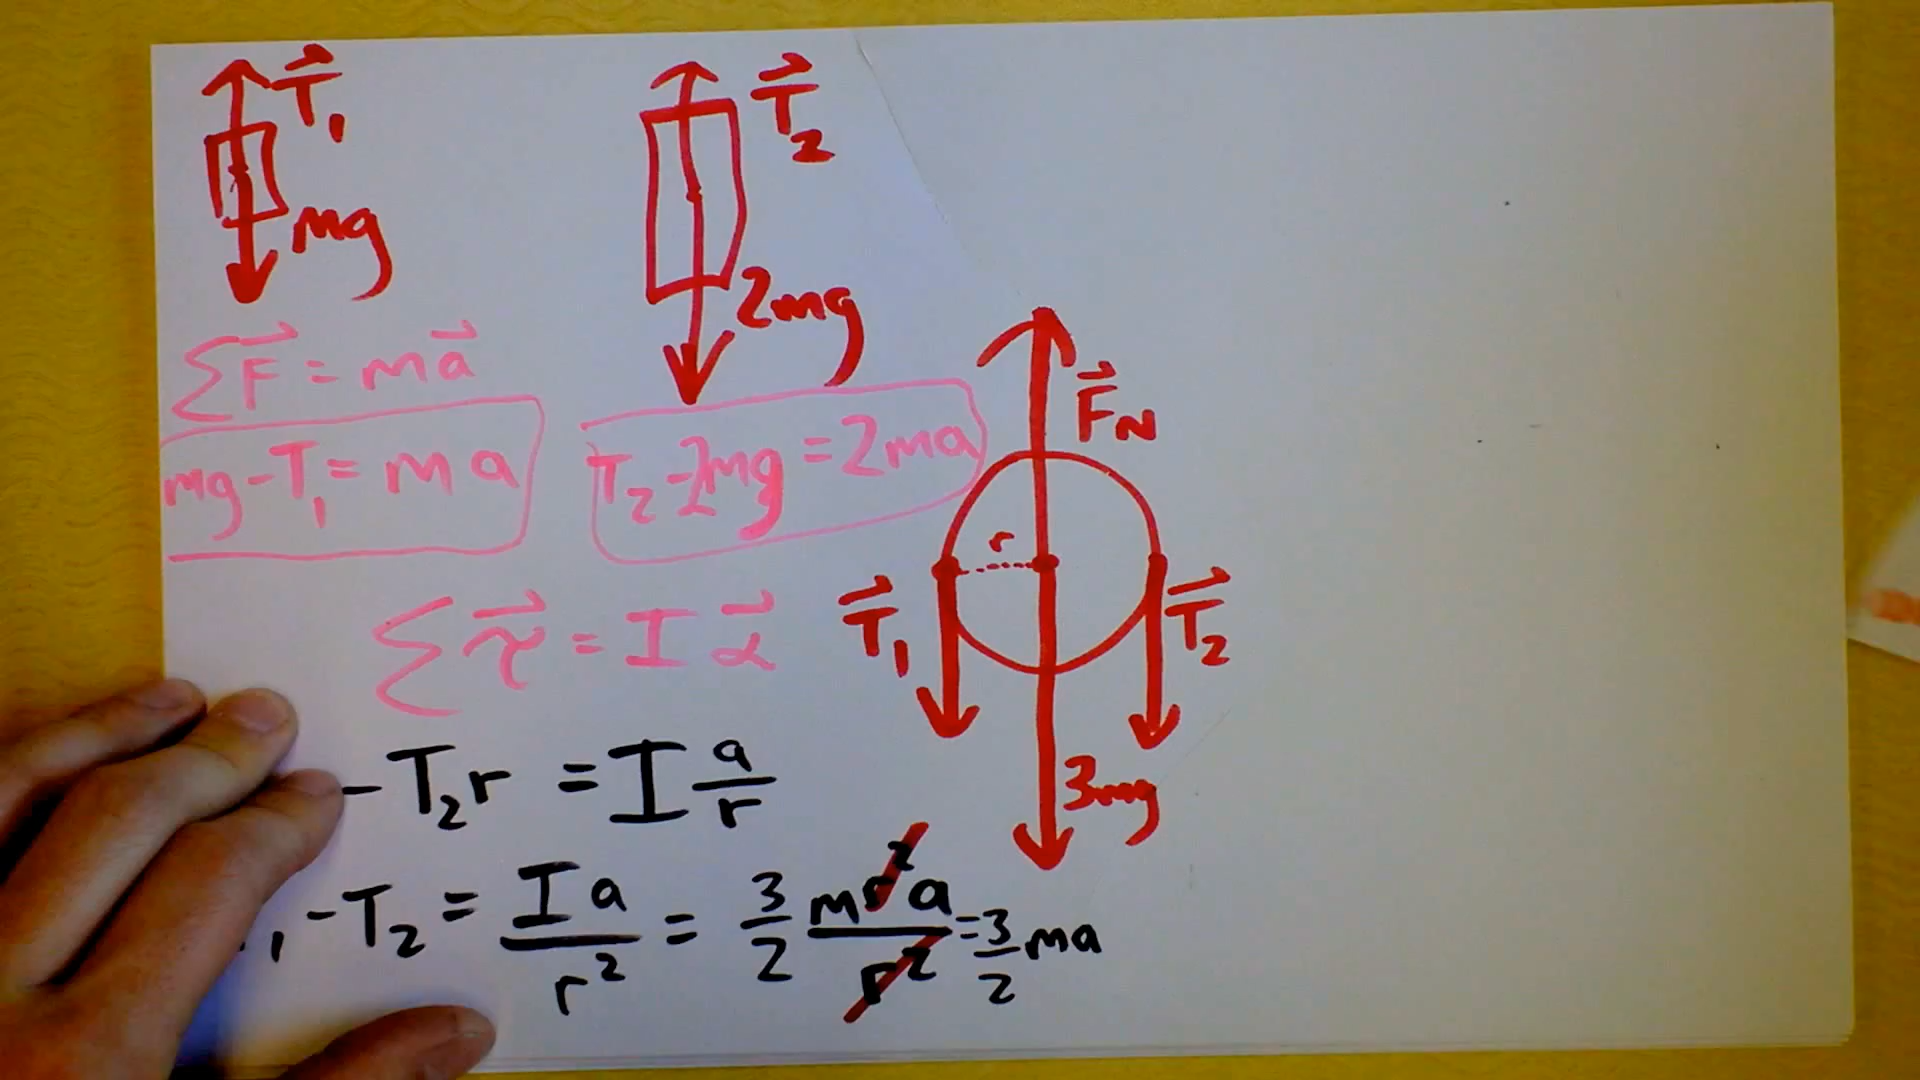 T⃗₁
mg
T⃗₂
2mg
ΣF⃗ = ma⃗
mg - T₁ = ma
T₂ - 2mg = 2ma
F⃗N
r
T⃗₁
T⃗₂
3mg
Στ⃗ = Iα⃗
- T₂r = I a/r
₁ - T₂ = Ia/r² = 3/2 mr²a/r² = 3/2 ma